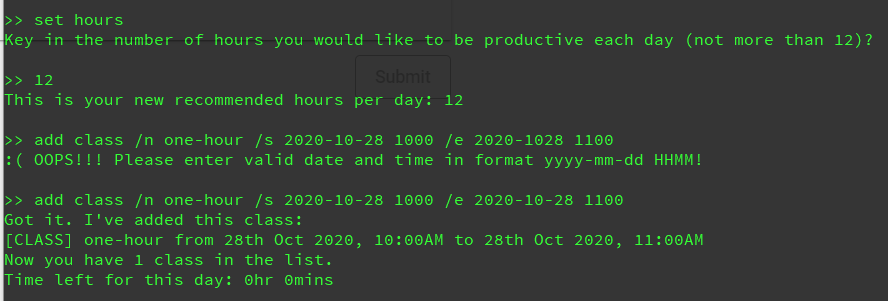 >> set hours
Key in the number of hours you would like to be productive each day (not more than 12)?
Submit
>> 12
This is your new recommended hours per day: 12
>> add class /n one-hour /s 2020-10-28 1000 /e 2020-1028 1100
:( OOPS!!! Please enter valid date and time in format yyyy-mm-dd HHMM!
>> add class /n one-hour /s 2020-10-28 1000 /e 2020-10-28 1100
Got it. I've added this class:
[CLASS] one-hour from 28th Oct 2020, 10:00AM to 28th Oct 2020, 11:00AM
Now you have 1 class in the list.
Time left for this day: 0hr 0mins